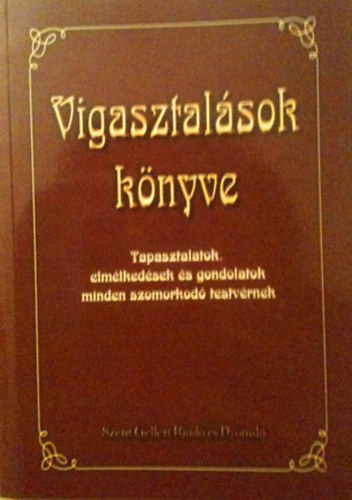 Vigasztalások
könyve
Tapasztalatok,
elmélkedések és gondolatok
minden szomorkodó testvérnek
Szent Gellért Kiadó és Nyomda